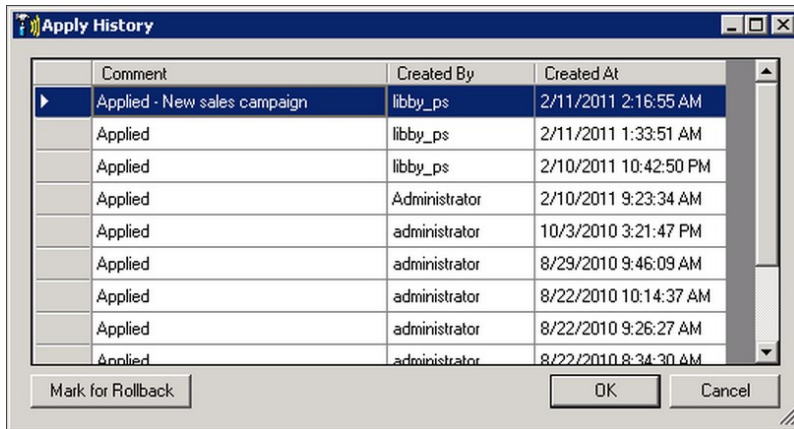 Apply History
Comment Created By Created At
Applied - New sales campaign libby_ps 2/11/2011 2:16:55 AM
Applied libby_ps 2/11/2011 1:33:51 AM
Applied libby_ps 2/10/2011 10:42:50 PM
Applied Administrator 2/10/2011 9:23:34 AM
Applied administrator 10/3/2010 3:21:47 PM
Applied administrator 8/29/2010 9:46:09 AM
Applied administrator 8/22/2010 10:14:37 AM
Applied administrator 8/22/2010 9:26:27 AM
Applied administrator 8/22/2010 8:34:30 AM
Mark for Rollback OK Cancel